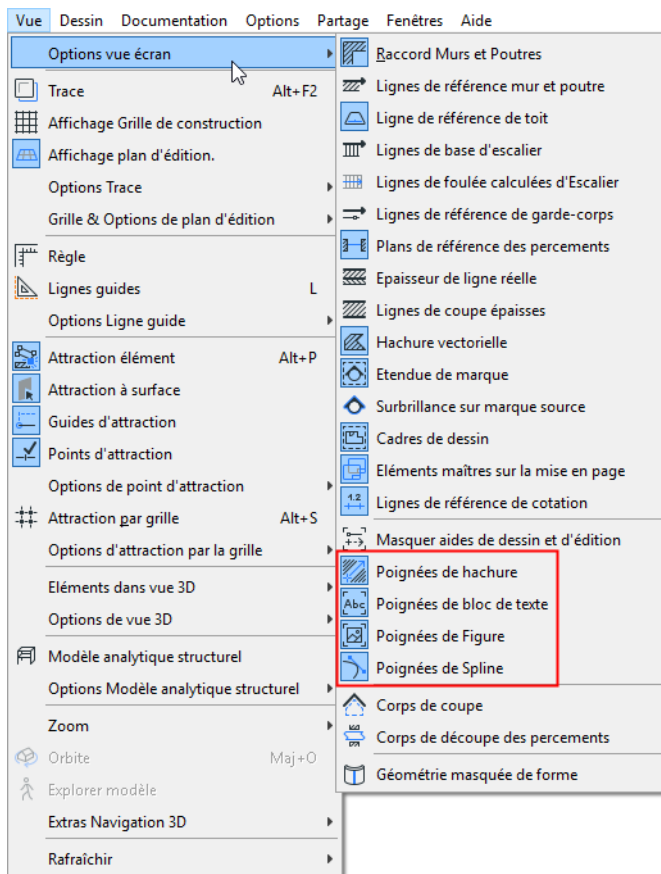 Vue Dessin Documentation Options Partage Fenêtres Aide
Options vue écran
Trace Alt+F2
Affichage Grille de construction
Affichage plan d'édition.
Options Trace
Grille & Options de plan d'édition
Règle
Lignes guides L
Options Ligne guide
Attraction élément Alt+P
Attraction à surface
Guides d'attraction
Points d'attraction
Options de point d'attraction
Attraction par grille Alt+S
Options d'attraction par la grille
Eléments dans vue 3D
Options de vue 3D
Modèle analytique structurel
Options Modèle analytique structurel
Zoom
Orbite Maj+O
Explorer modèle
Extras Navigation 3D
Rafraîchir
Raccord Murs et Poutres
Lignes de référence mur et poutre
Ligne de référence de toit
Lignes de base d'escalier
Lignes de foulée calculées d'Escalier
Lignes de référence de garde-corps
Plans de référence des percements
Epaisseur de ligne réelle
Lignes de coupe épaisses
Hachure vectorielle
Etendue de marque
Surbrillance sur marque source
Cadres de dessin
Eléments maîtres sur la mise en page
1.2 Lignes de référence de cotation
Masquer aides de dessin et d'édition
Poignées de hachure
Abc Poignées de bloc de texte
Poignées de Figure
Poignées de Spline
Corps de coupe
Corps de découpe des percements
Géométrie masquée de forme